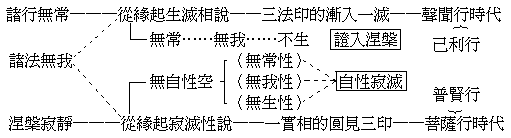 諸行無常———從緣起生滅相說——三法印的漸入一滅——聲聞行時代
無常……無我……不生 證入涅槃 己利行
諸法無我
(無常性)
無自性空 (無我性) 自性寂滅
(無生性) 普賢行
涅槃寂靜———從緣起寂滅性說——一實相的圓見三印——菩薩行時代